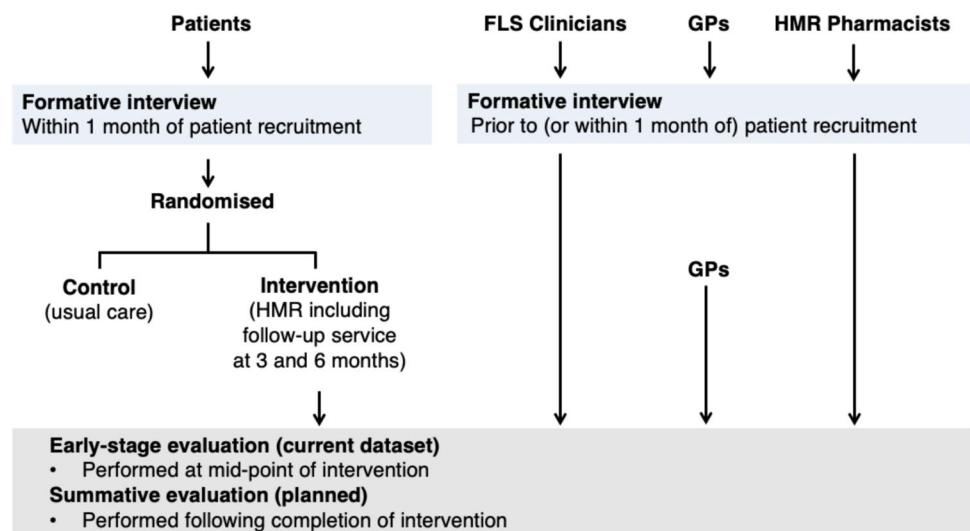 Patients
FLS Clinicians
GPs
HMR Pharmacists
Formative interview
Within 1 month of patient recruitment
Formative interview
Prior to (or within 1 month of) patient recruitment
Randomised
Control
(usual care)
Intervention
(HMR including
follow-up service
at 3 and 6 months)
GPs
Early-stage evaluation (current dataset)
• Performed at mid-point of intervention
Summative evaluation (planned)
• Performed following completion of intervention